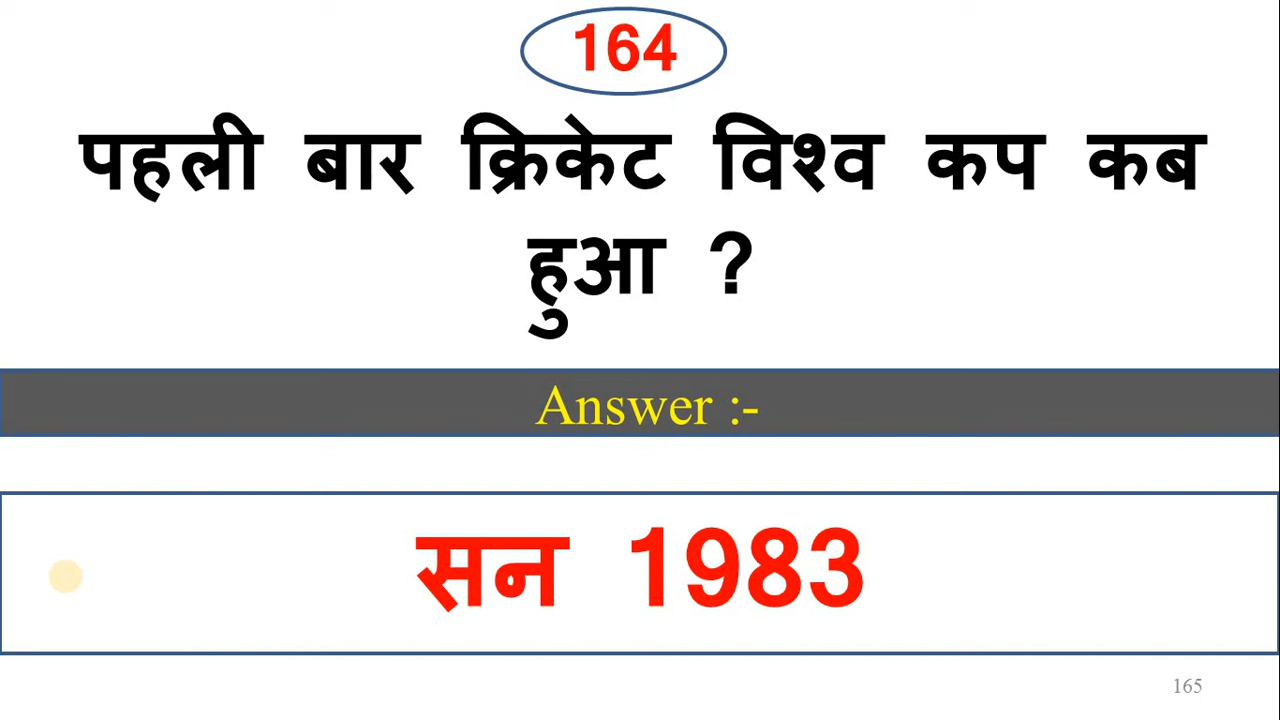 164
पहली बार क्रिकेट विश्व कप कब
हुआ ?
Answer :-
सन 1983
165